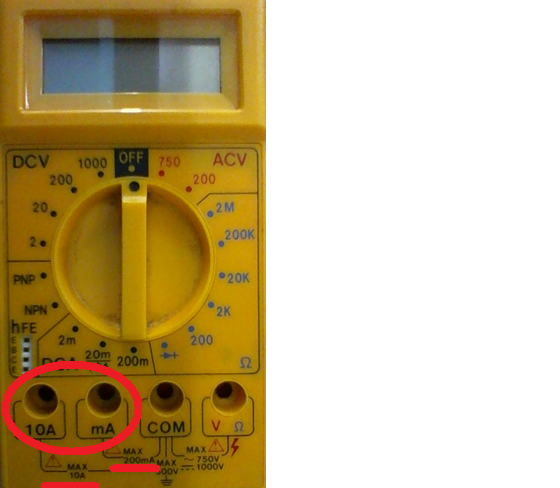 DCV 1000 OFF 750 ACV
200 200
20 2M
2 200K
PNP 20K
NPN 2K
hFE 2m 200
20m 200m Ω
10A mA COM V Ω
MAX 200mA
MAX 10A
MAX
MAX ~ 750V
1000V